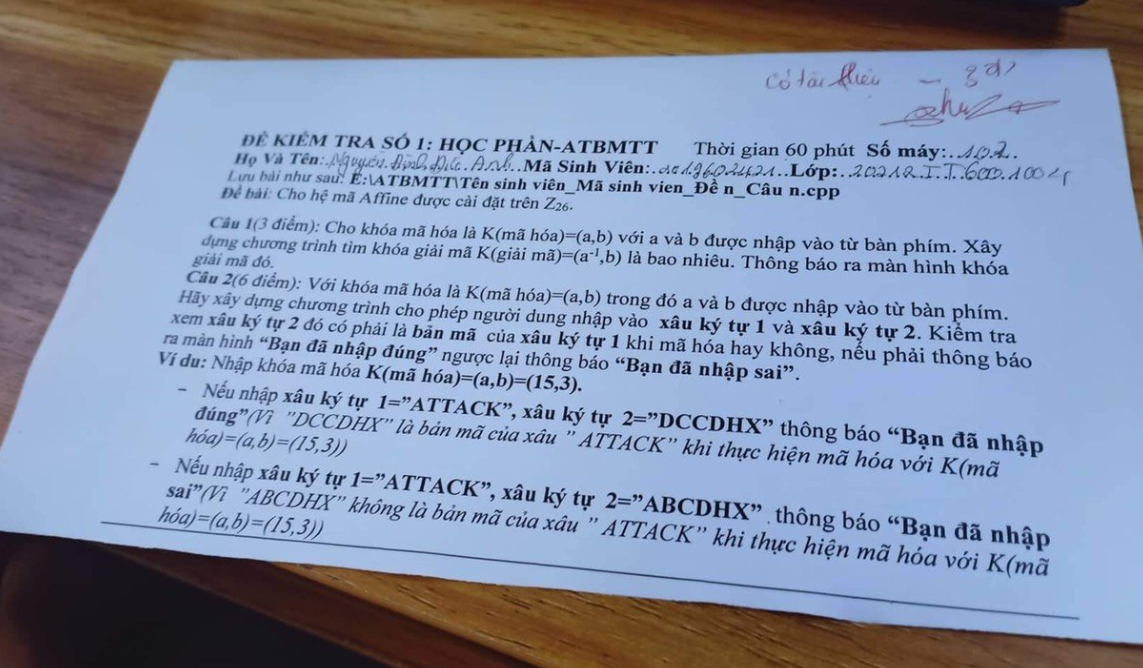 Có tài liệu
ĐỀ KIỂM TRA SỐ 1: HỌC PHẦN-ATBMTT Thời gian 60 phút Số máy:..102..
Họ Và Tên:.Nguyễn Đình Đức Anh..Mã Sinh Viên:....Lớp:.
Lưu bài như sau: E:\ATBMTT\Tên sinh viên_Mã sinh vien_Đề n_Câu n.cpp
Đề bài: Cho hệ mã Affine được cài đặt trên Z26.
Câu 1(3 điểm): Cho khóa mã hóa là K(mã hóa)=(a,b) với a và b được nhập vào từ bàn phím. Xây
dựng chương trình tìm khóa giải mã K(giải mã)=(a⁻¹,b) là bao nhiêu. Thông báo ra màn hình khóa
giải mã đó.
Câu 2(6 điểm): Với khóa mã hóa là K(mã hóa)=(a,b) trong đó a và b được nhập vào từ bàn phím.
Hãy xây dựng chương trình cho phép người dung nhập vào xâu ký tự 1 và xâu ký tự 2. Kiểm tra
xem xâu ký tự 2 đó có phải là bản mã của xâu ký tự 1 khi mã hóa hay không, nếu phải thông báo
ra màn hình “Bạn đã nhập đúng” ngược lại thông báo “Bạn đã nhập sai”.
Ví du: Nhập khóa mã hóa K(mã hóa)=(a,b)=(15,3).
- Nếu nhập xâu ký tự 1=”ATTACK”, xâu ký tự 2=”DCCDHX” thông báo “Bạn đã nhập
đúng”(Vì ”DCCDHX” là bản mã của xâu ” ATTACK” khi thực hiện mã hóa với K(mã
hóa)=(a,b)=(15,3))
- Nếu nhập xâu ký tự 1=”ATTACK”, xâu ký tự 2=”ABCDHX” thông báo “Bạn đã nhập
sai”(Vì ”ABCDHX” không là bản mã của xâu ” ATTACK” khi thực hiện mã hóa với K(mã
hóa)=(a,b)=(15,3))